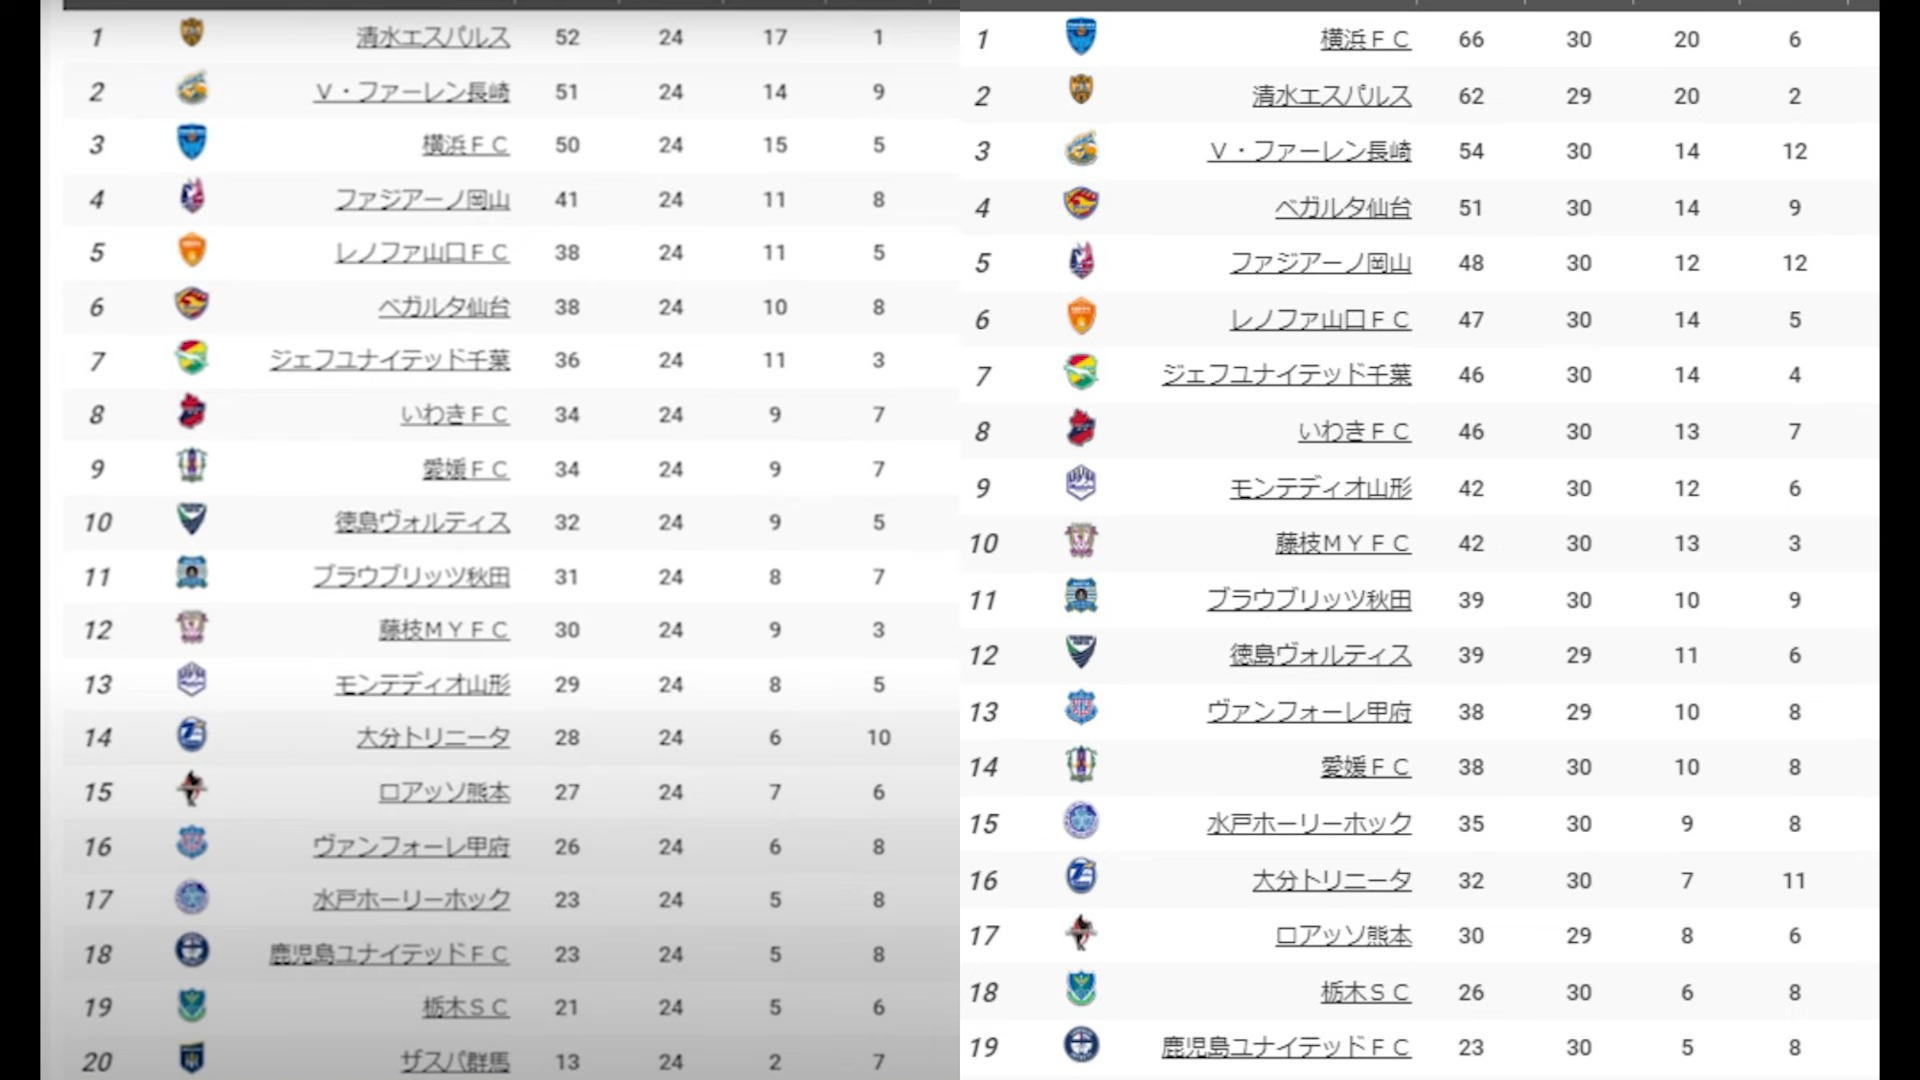 1 清水エスパルス 52 24 17 1
2 V・ファーレン長崎 51 24 14 9
3 横浜FC 50 24 15 5
4 ファジアーノ岡山 41 24 11 8
5 レノファ山口FC 38 24 11 5
6 ベガルタ仙台 38 24 10 8
7 ジェフユナイテッド千葉 36 24 11 3
8 いわきFC 34 24 9 7
9 愛媛FC 34 24 9 7
10 徳島ヴォルティス 32 24 9 5
11 ブラウブリッツ秋田 31 24 8 7
12 藤枝MYFC 30 24 9 3
13 モンテディオ山形 29 24 8 5
14 大分トリニータ 28 24 6 10
15 ロアッソ熊本 27 24 7 6
16 ヴァンフォーレ甲府 26 24 6 8
17 水戸ホーリーホック 23 24 5 8
18 鹿児島ユナイテッドFC 23 24 5 8
19 栃木SC 21 24 5 6
20 ザスパ群馬 13 24 2 7
1 横浜FC 66 30 20 6
2 清水エスパルス 62 29 20 2
3 V・ファーレン長崎 54 30 14 12
4 ベガルタ仙台 51 30 14 9
5 ファジアーノ岡山 48 30 12 12
6 レノファ山口FC 47 30 14 5
7 ジェフユナイテッド千葉 46 30 14 4
8 いわきFC 46 30 13 7
9 モンテディオ山形 42 30 12 6
10 藤枝MYFC 42 30 13 3
11 ブラウブリッツ秋田 39 30 10 9
12 徳島ヴォルティス 39 29 11 6
13 ヴァンフォーレ甲府 38 29 10 8
14 愛媛FC 38 30 10 8
15 水戸ホーリーホック 35 30 9 8
16 大分トリニータ 32 30 7 11
17 ロアッソ熊本 30 29 8 6
18 栃木SC 26 30 6 8
19 鹿児島ユナイテッドFC 23 30 5 8